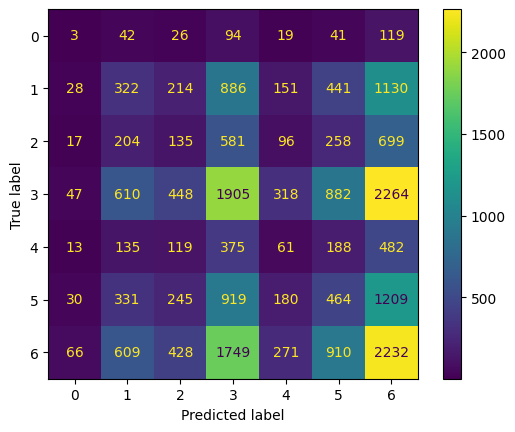 0 3 42 26 94 19 41 119
1 28 322 214 886 151 441 1130
2 17 204 135 581 96 258 699
3 47 610 448 1905 318 882 2264
4 13 135 119 375 61 188 482
5 30 331 245 919 180 464 1209
6 66 609 428 1749 271 910 2232
0 1 2 3 4 5 6
Predicted label
True label
2000
1500
1000
500